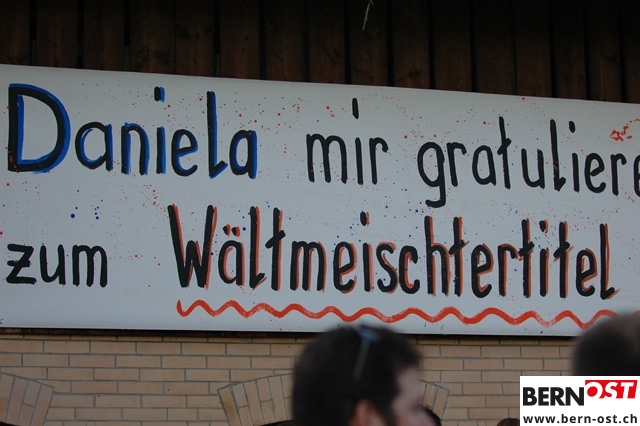 Daniela mir gratuliere
zum Wältmeischtertitel
BERNOST
www.bern-ost.ch